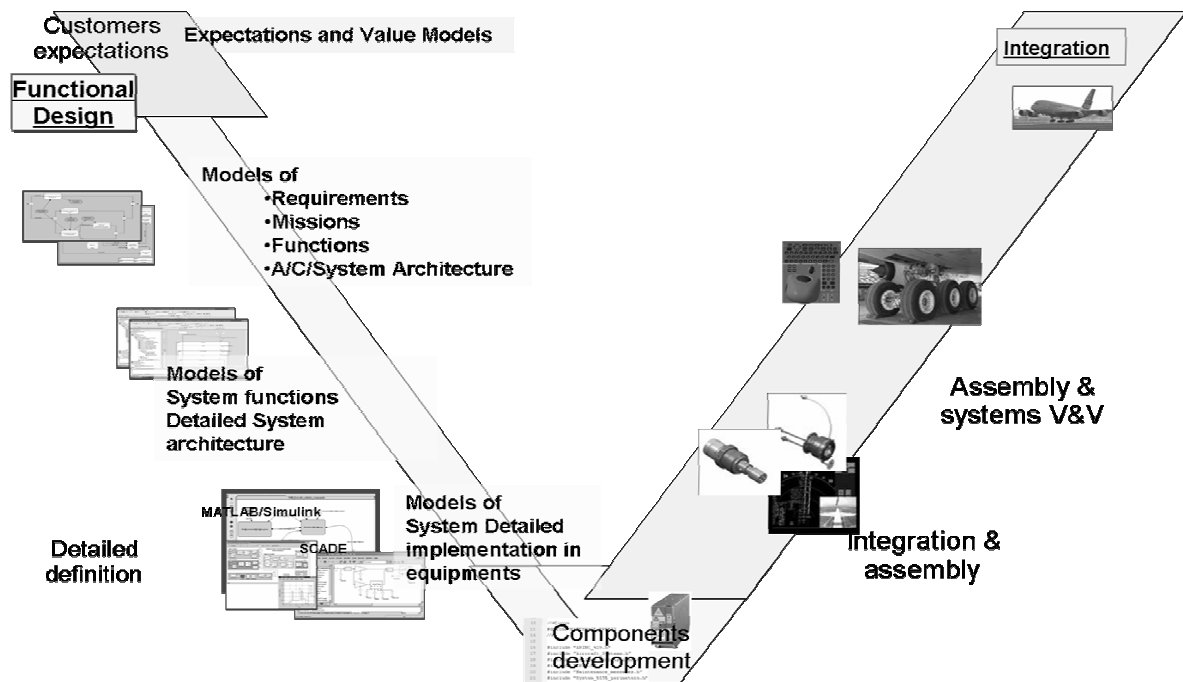 Customers
expectations
Expectations and Value Models
Functional
Design
Integration
Models of
•Requirements
•Missions
•Functions
•A/C/System Architecture
Models of
System functions
Detailed System
architecture
Assembly &
systems V&V
MATLAB/Simulink
SCADE
Models of
System Detailed
implementation in
equipments
Detailed
definition
Integration &
assembly
Components
development